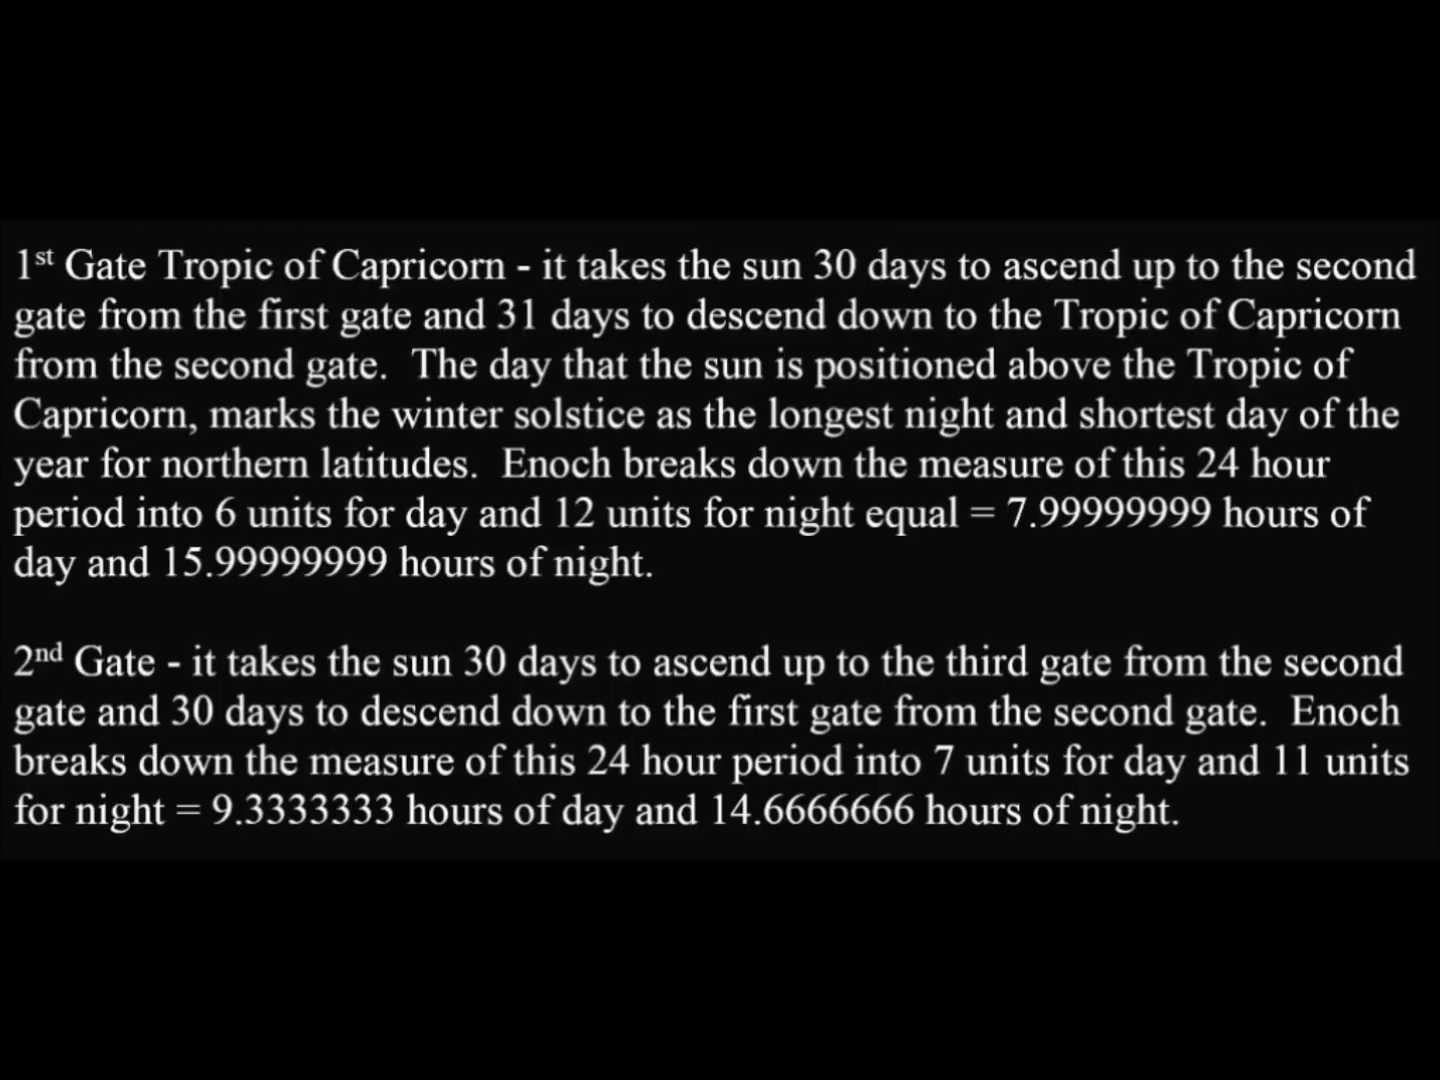 1st Gate Tropic of Capricorn - it takes the sun 30 days to ascend up to the second
gate from the first gate and 31 days to descend down to the Tropic of Capricorn
from the second gate.  The day that the sun is positioned above the Tropic of
Capricorn, marks the winter solstice as the longest night and shortest day of the
year for northern latitudes.  Enoch breaks down the measure of this 24 hour
period into 6 units for day and 12 units for night equal = 7.99999999 hours of
day and 15.99999999 hours of night.
2nd Gate - it takes the sun 30 days to ascend up to the third gate from the second
gate and 30 days to descend down to the first gate from the second gate.  Enoch
breaks down the measure of this 24 hour period into 7 units for day and 11 units
for night = 9.3333333 hours of day and 14.6666666 hours of night.